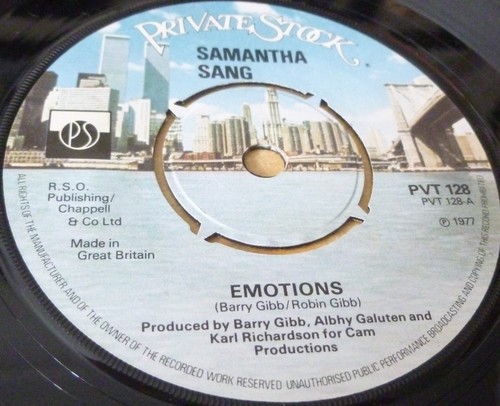 PRIVATE STOCK
SAMANTHA
SANG
PS
R.S.O.
Publishing/
Chappell
& Co Ltd
Made in
Great Britain
PVT 128
PVT 128-A
℗ 1977
EMOTIONS
(Barry Gibb/Robin Gibb)
Produced by Barry Gibb, Albhy Galuten and
Karl Richardson for Cam
Productions
ALL RIGHTS OF THE MANUFACTURER AND OF THE OWNER OF THE RECORDED WORK RESERVED UNAUTHORISED PUBLIC PERFORMANCE BROADCASTING AND COPYING OF THIS RECORD PROHIBITED